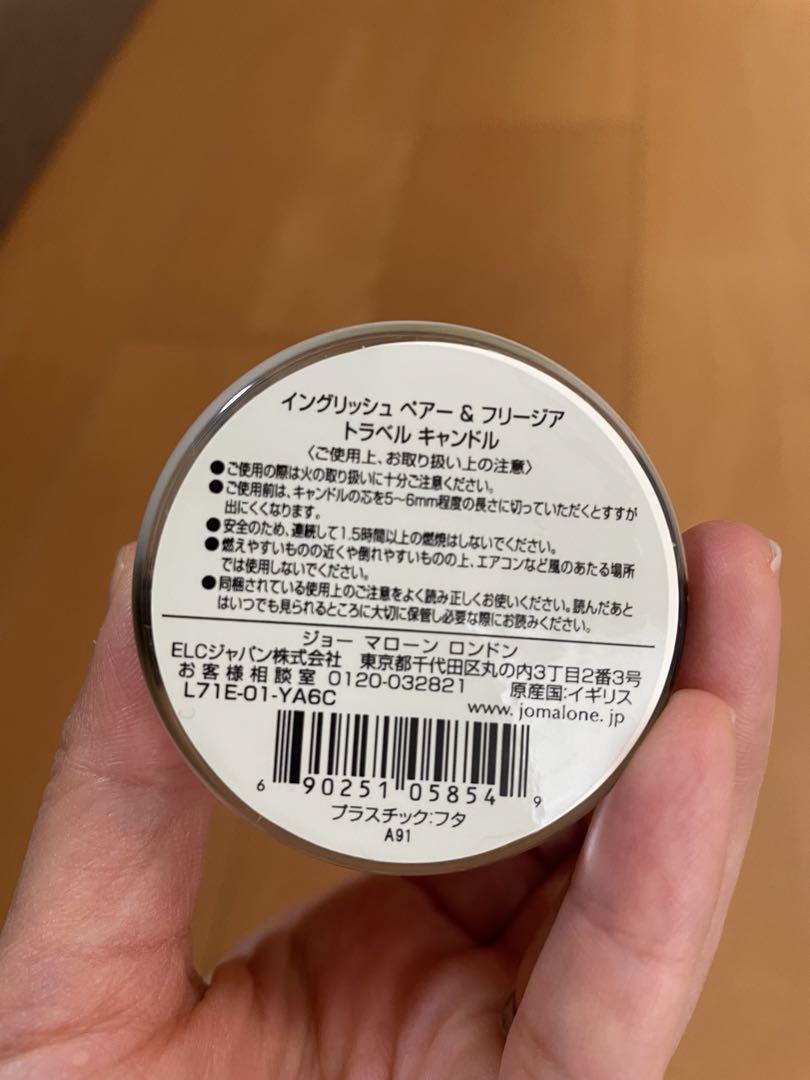 イングリッシュ ペアー & フリージア
トラベル キャンドル
〈ご使用上、お取り扱い上の注意〉
●ご使用の際は火の取り扱いに十分ご注意ください。
●ご使用前は、キャンドルの芯を5〜6mm程度の長さに切っていただくとすすが
出にくくなります。
●安全のため、連続して1.5時間以上の燃焼はしないでください。
●燃えやすいものの近くや倒れやすいものの上、エアコンなど風のあたる場所
では使用しないでください。
●同梱されている使用上のご注意をよく読み正しくお使いください。読んだあと
はいつでも見られるところに大切に保管し必要な際にお読みください。
ジョー マローン ロンドン
ELCジャパン株式会社 東京都千代田区丸の内3丁目2番3号
お客様相談室 0120-032821 原産国:イギリス
L71E-01-YA6C www.jomalone.jp
6 90251 05854 9
プラスチック:フタ
A91